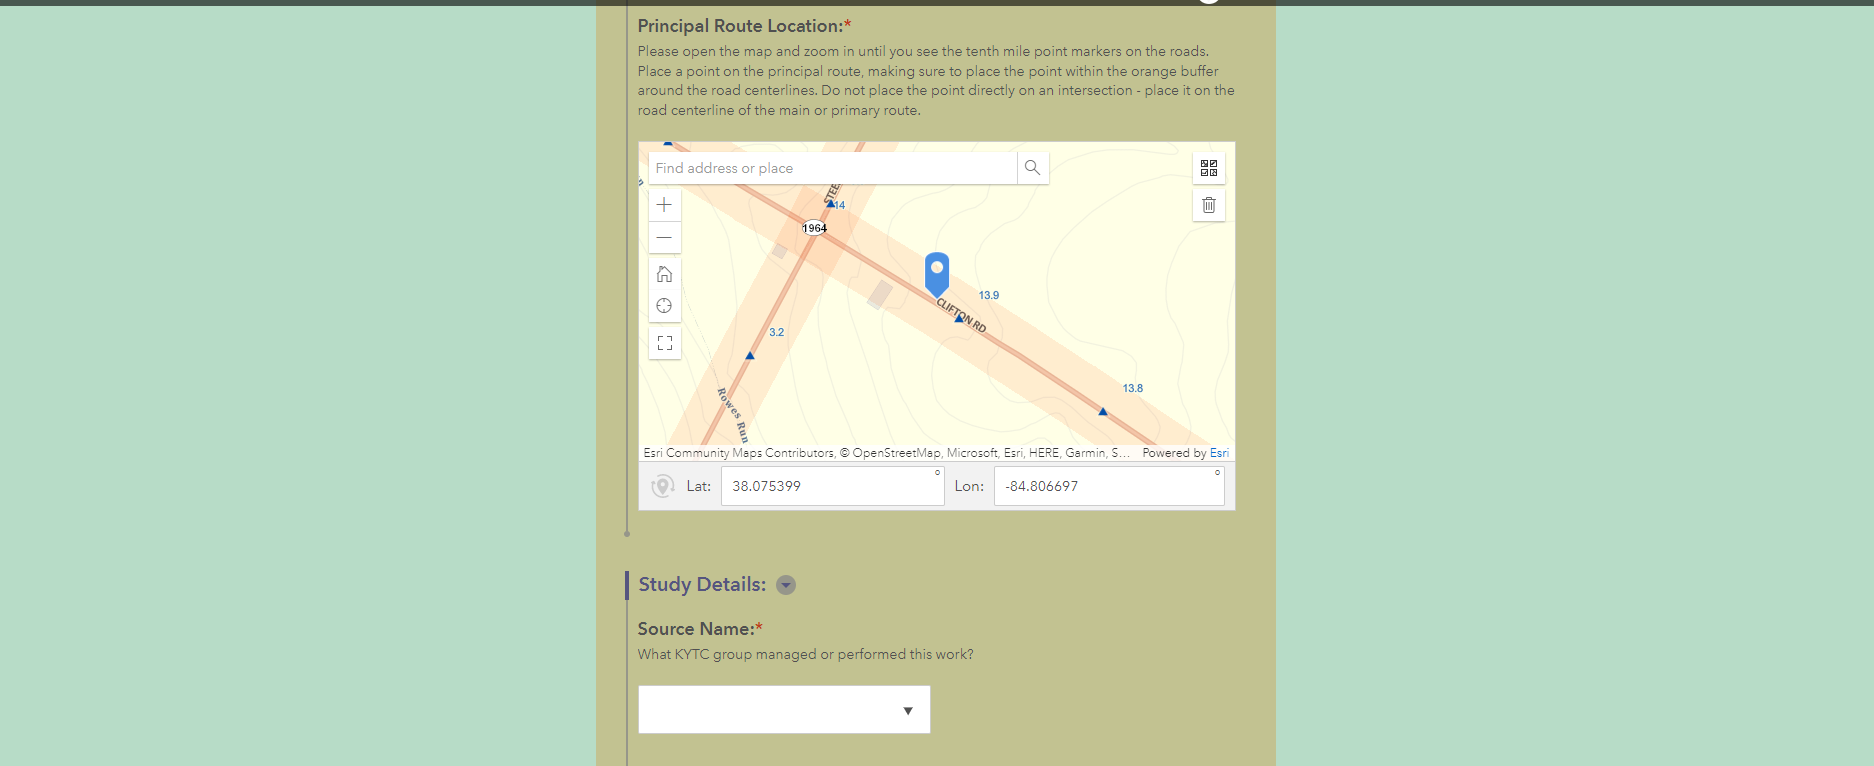 Principal Route Location:*
Please open the map and zoom in until you see the tenth mile point markers on the roads.
Place a point on the principal route, making sure to place the point within the orange buffer
around the road centerlines. Do not place the point directly on an intersection - place it on the
road centerline of the main or primary route.
Find address or place
14
1964
13.9
CLIFTON RD
3.2
13.8
Rowes Run
Esri Community Maps Contributors, © OpenStreetMap, Microsoft, Esri, HERE, Garmin, S... Powered by Esri
Lat: 38.075399 ° Lon: -84.806697 °
Study Details:
Source Name:*
What KYTC group managed or performed this work?